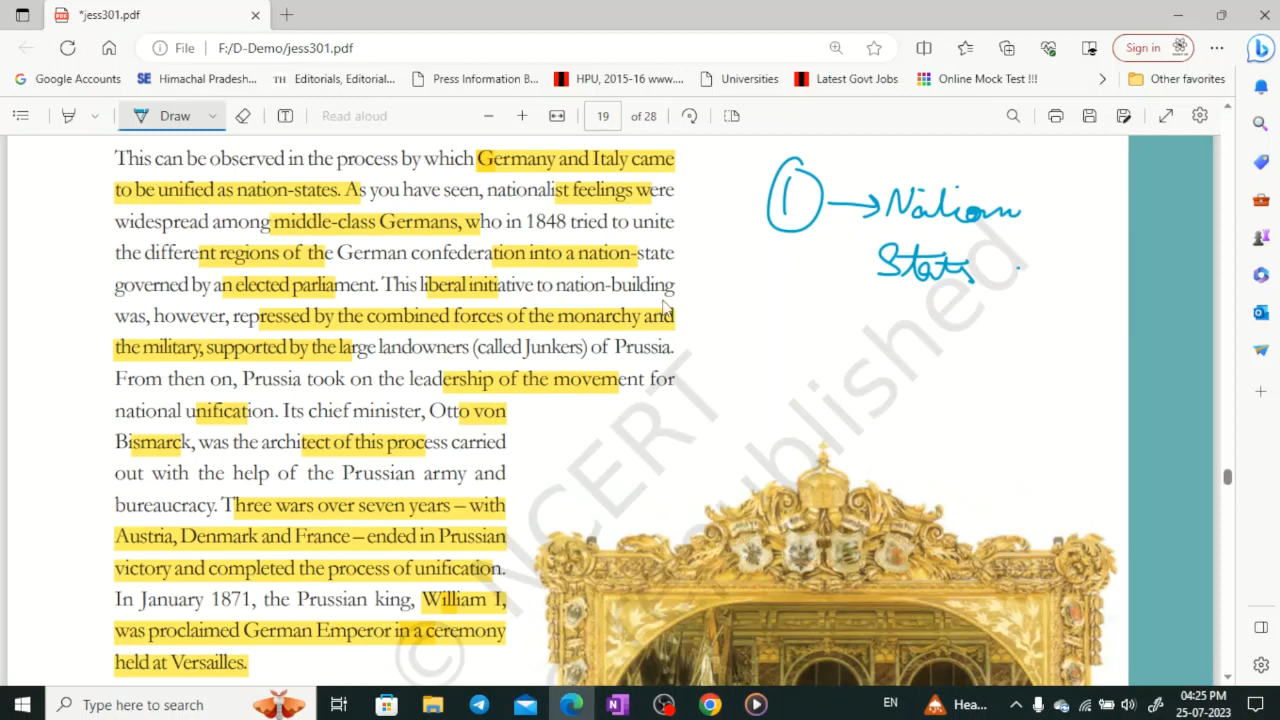 *jess301.pdf
File
F:/D-Demo/jess301.pdf
Sign in
Google Accounts
SE Himachal Pradesh...
TH Editorials, Editorial...
Press Information B...
HPU, 2015-16 www....
Universities
Latest Govt Jobs
Online Mock Test !!!
Other favorites
Draw
Read aloud
19 of 28
This can be observed in the process by which Germany and Italy came
to be unified as nation-states. As you have seen, nationalist feelings were
widespread among middle-class Germans, who in 1848 tried to unite
the different regions of the German confederation into a nation-state
governed by an elected parliament. This liberal initiative to nation-building
was, however, repressed by the combined forces of the monarchy and
the military, supported by the large landowners (called Junkers) of Prussia.
From then on, Prussia took on the leadership of the movement for
national unification. Its chief minister, Otto von
Bismarck, was the architect of this process carried
out with the help of the Prussian army and
bureaucracy. Three wars over seven years – with
Austria, Denmark and France – ended in Prussian
victory and completed the process of unification.
In January 1871, the Prussian king, William I,
was proclaimed German Emperor in a ceremony
held at Versailles.
1 → Nation
States
© NCERT
published
Type here to search
EN
Hea...
04:25 PM
25-07-2023